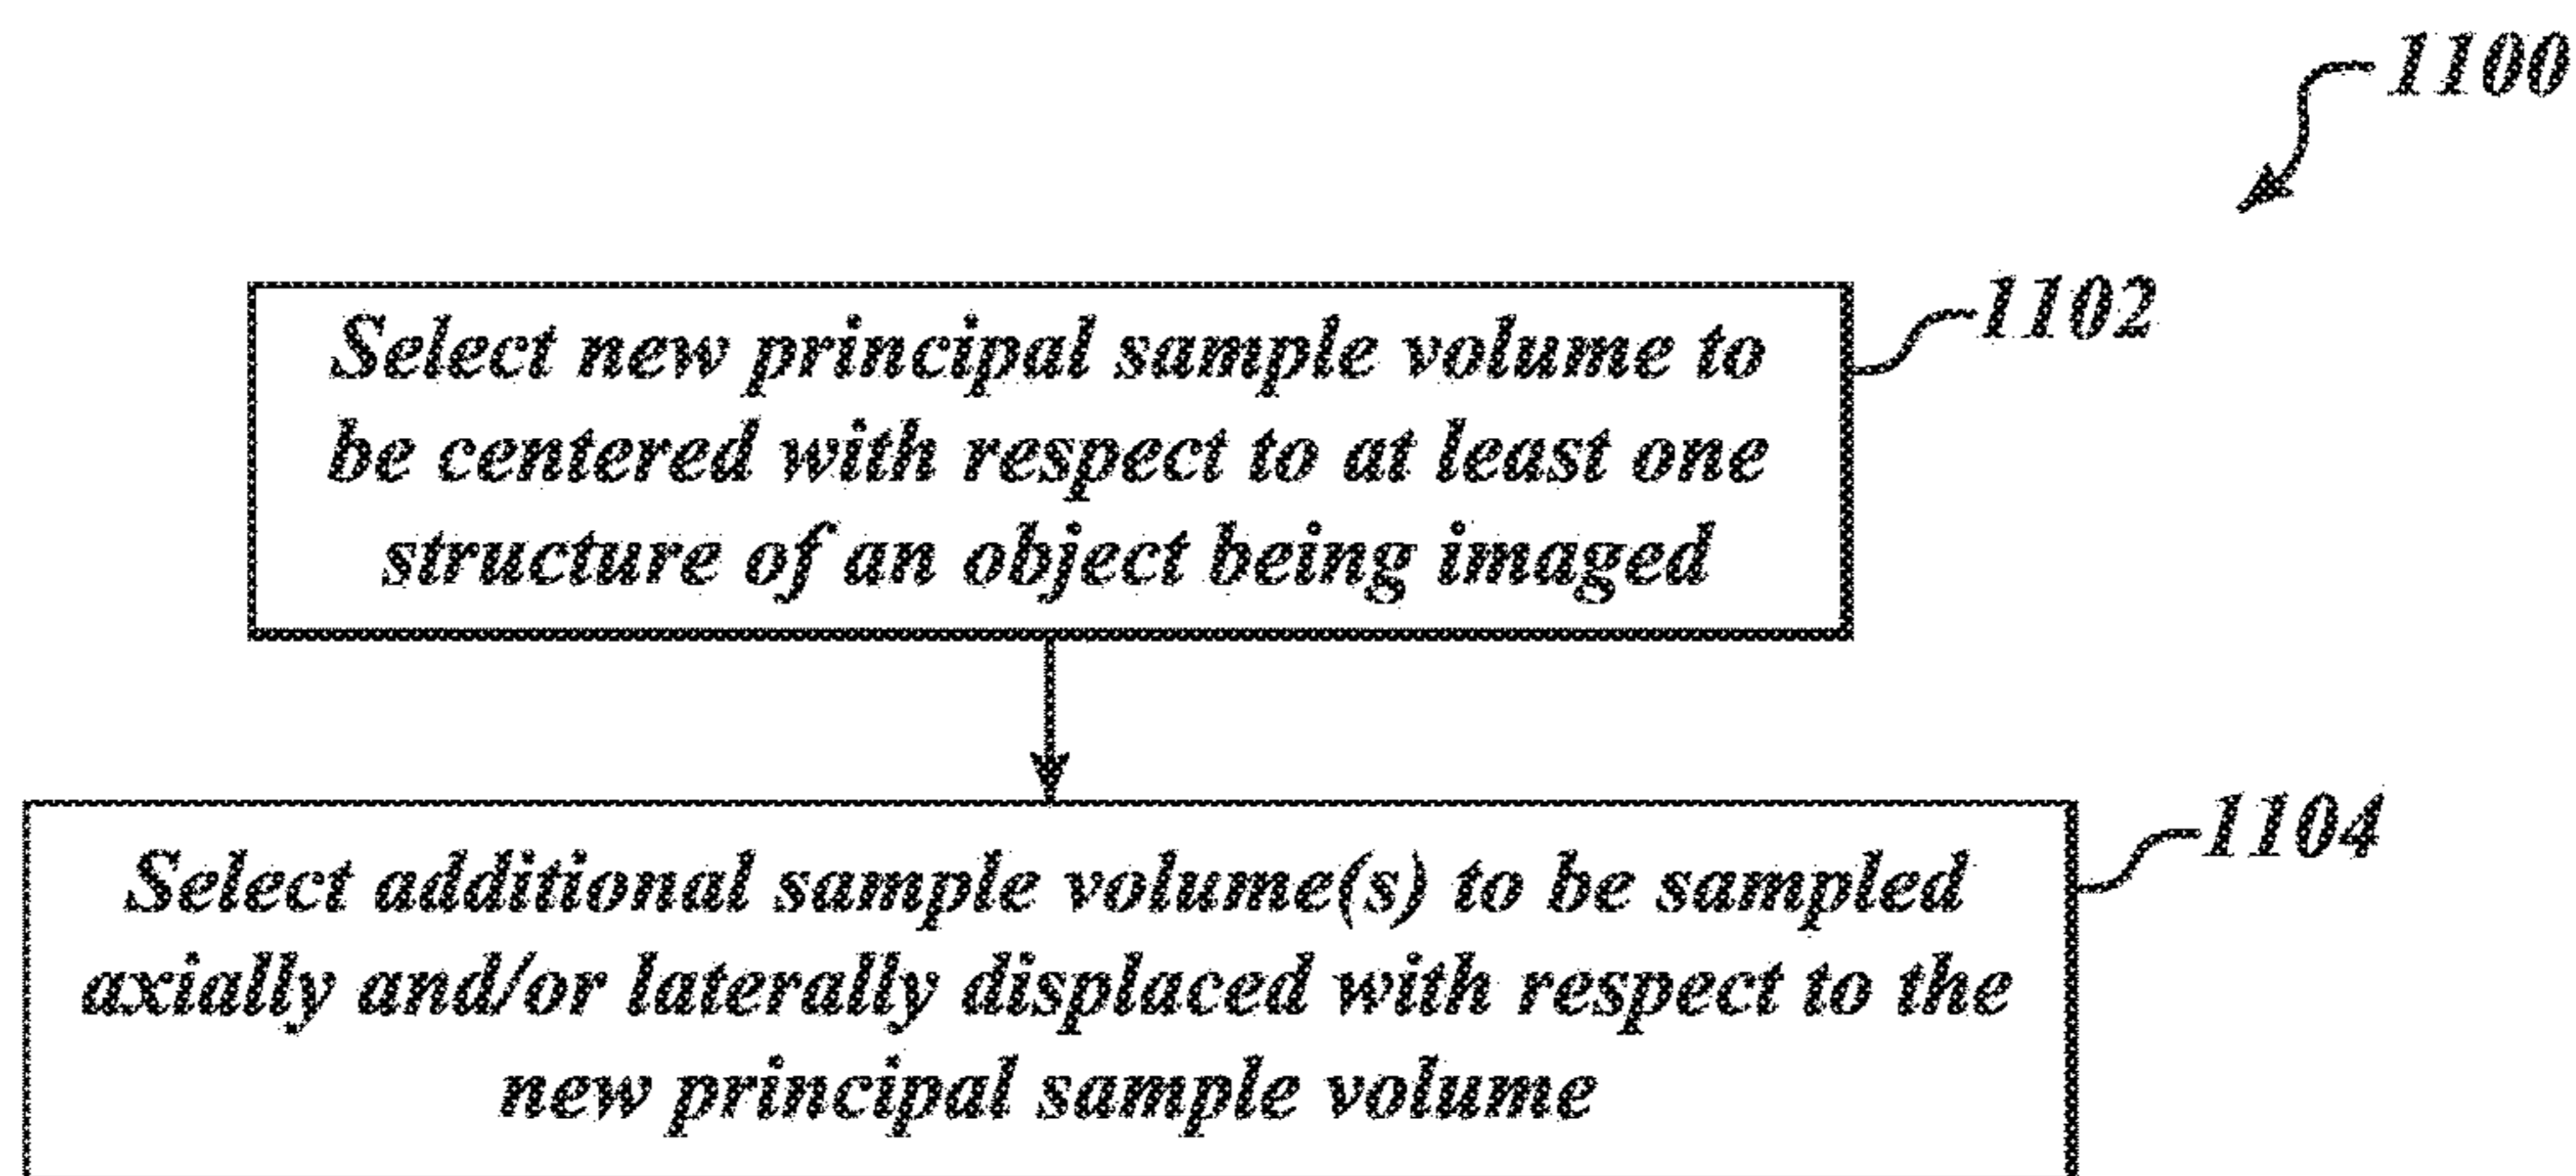 1100
1102
Select new principal sample volume to
be centered with respect to at least one
structure of an object being imaged
1104
Select additional sample volume(s) to be sampled
axially and/or laterally displaced with respect to the
new principal sample volume